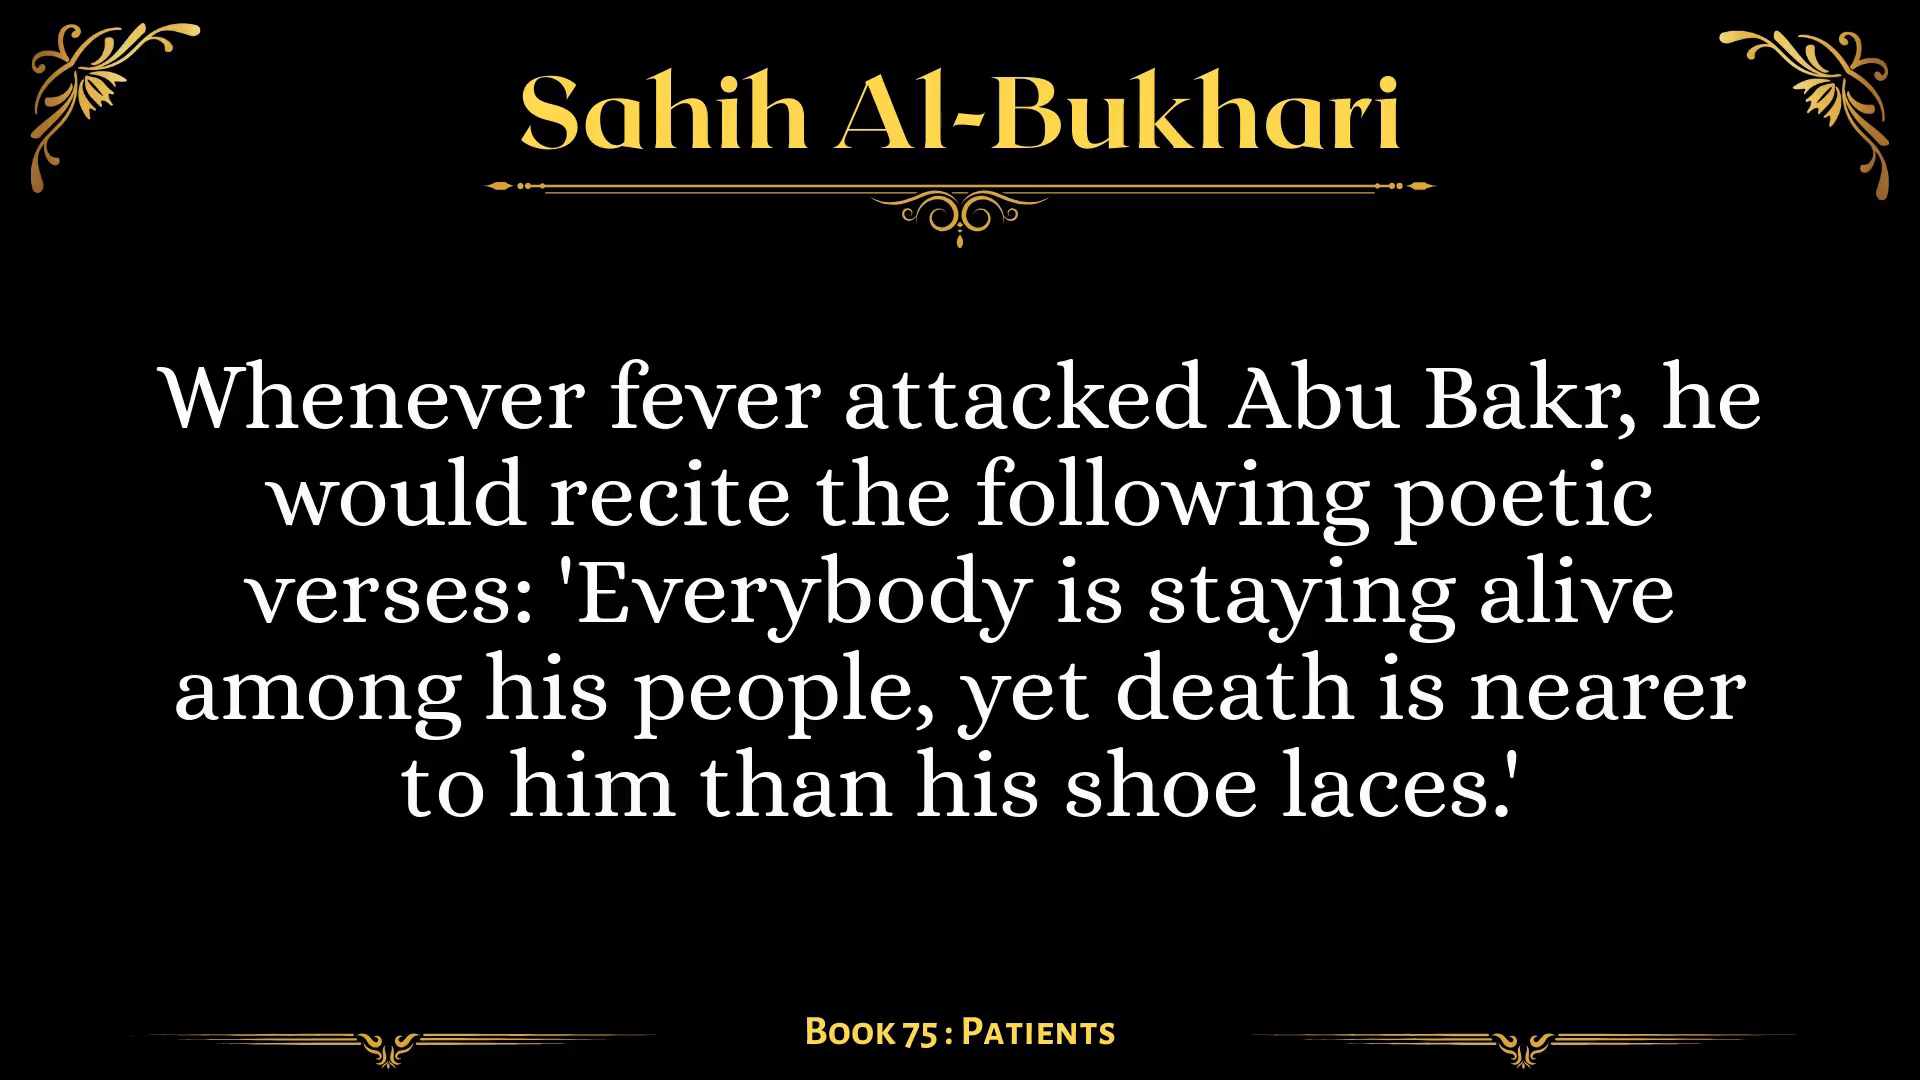 Sahih Al-Bukhari
Whenever fever attacked Abu Bakr, he
would recite the following poetic
verses: 'Everybody is staying alive
among his people, yet death is nearer
to him than his shoe laces.'
Book 75 : Patients